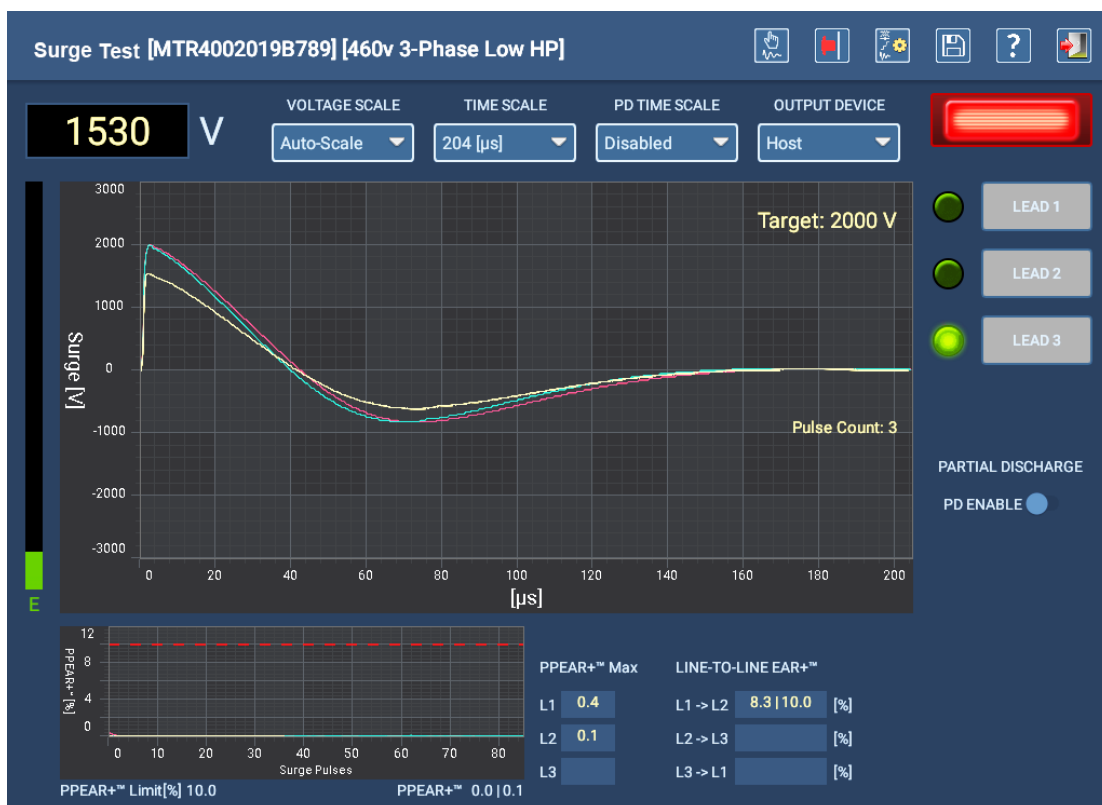 Surge Test [MTR4002019B789] [460v 3-Phase Low HP]
?
1530 V
VOLTAGE SCALE
Auto-Scale
TIME SCALE
204 [µs]
PD TIME SCALE
Disabled
OUTPUT DEVICE
Host
Target: 2000 V
Pulse Count: 3
Surge [V]
3000
2000
1000
0
-1000
-2000
-3000
0 20 40 60 80 100 120 140 160 180 200
[µs]
E
LEAD 1
LEAD 2
LEAD 3
PARTIAL DISCHARGE
PD ENABLE
PPEAR+™ [%]
12
8
4
0
0 10 20 30 40 50 60 70 80
Surge Pulses
PPEAR+™ Limit[%] 10.0
PPEAR+™ 0.0|0.1
PPEAR+™ Max
L1 0.4
L2 0.1
L3
LINE-TO-LINE EAR+™
L1 -> L2 8.3|10.0 [%]
L2 -> L3 [%]
L3 -> L1 [%]